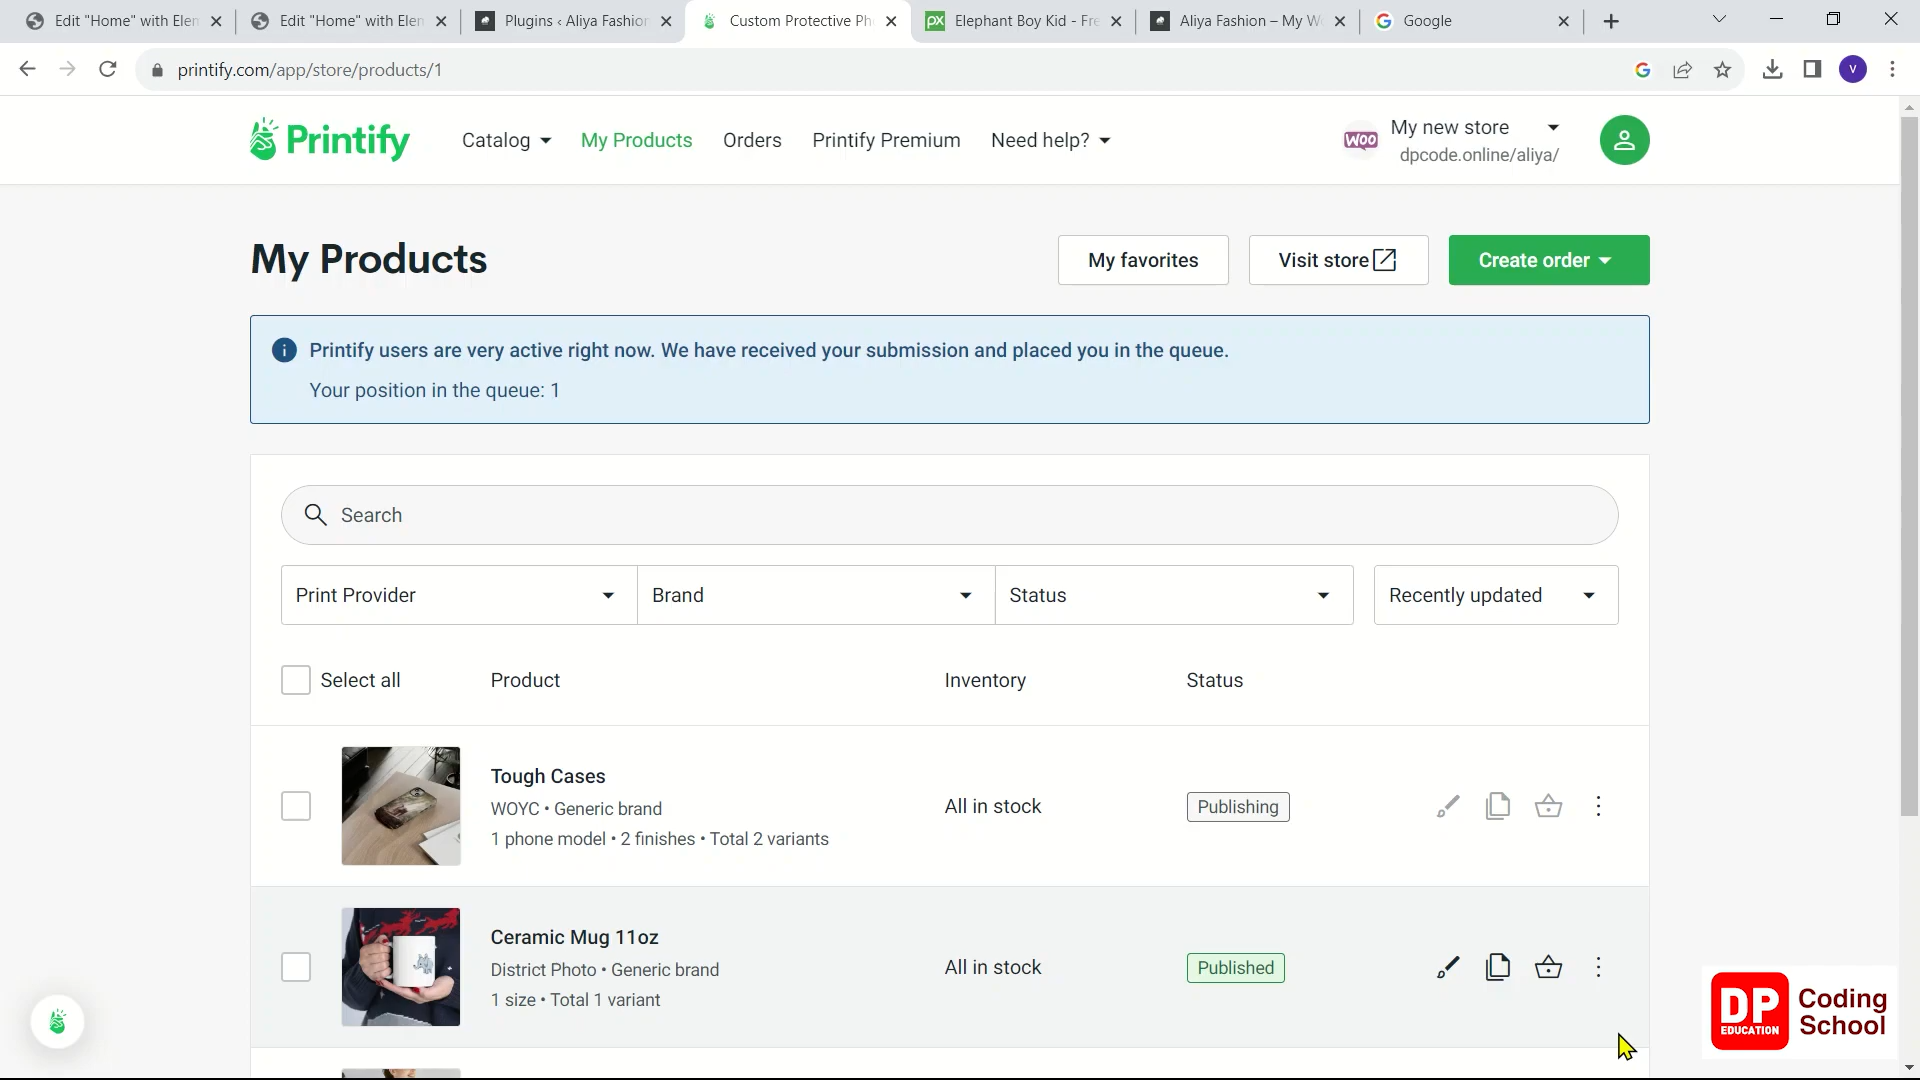 Edit "Home" with Elem
Edit "Home" with Elem
Plugins ‹ Aliya Fashion
Custom Protective Ph
Elephant Boy Kid - Fre
Aliya Fashion – My W
Google
printify.com/app/store/products/1
V
Printify
Catalog
My Products
Orders
Printify Premium
Need help?
WOO
My new store
dpcode.online/aliya/
My Products
My favorites
Visit store
Create order
Printify users are very active right now. We have received your submission and placed you in the queue.
Your position in the queue: 1
Search
Print Provider
Brand
Status
Recently updated
Select all
Product
Inventory
Status
Tough Cases
WOYC • Generic brand
1 phone model • 2 finishes • Total 2 variants
All in stock
Publishing
Ceramic Mug 11oz
District Photo • Generic brand
1 size • Total 1 variant
All in stock
Published
DP
EDUCATION
Coding
School